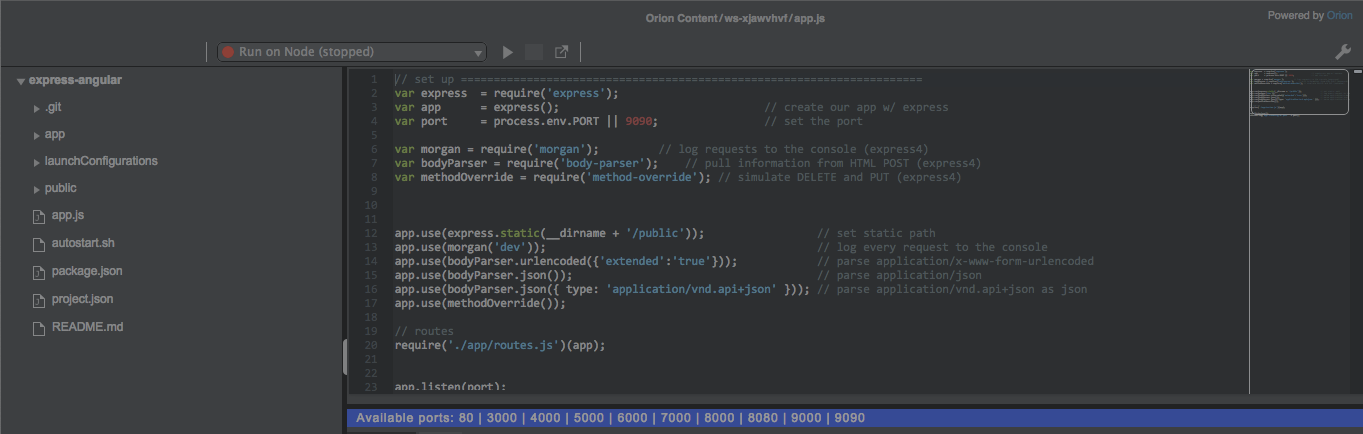 Orion Content/ws-xjawvhvf/app.js
Powered by Orion
Run on Node (stopped)
express-angular
.git
app
launchConfigurations
public
app.js
autostart.sh
package.json
project.json
README.md
1 // set up ======================================================================
2 var express  = require('express');
3 var app      = express();                               // create our app w/ express
4 var port     = process.env.PORT || 9090;                // set the port
5
6 var morgan = require('morgan');         // log requests to the console (express4)
7 var bodyParser = require('body-parser');    // pull information from HTML POST (express4)
8 var methodOverride = require('method-override'); // simulate DELETE and PUT (express4)
9
10
11
12 app.use(express.static(__dirname + '/public'));                 // set static path
13 app.use(morgan('dev'));                                         // log every request to the console
14 app.use(bodyParser.urlencoded({'extended':'true'}));            // parse application/x-www-form-urlencoded
15 app.use(bodyParser.json());                                     // parse application/json
16 app.use(bodyParser.json({ type: 'application/vnd.api+json' })); // parse application/vnd.api+json as json
17 app.use(methodOverride());
18
19 // routes
20 require('./app/routes.js')(app);
21
22
23 app.listen(port);
Available ports: 80 | 3000 | 4000 | 5000 | 6000 | 7000 | 8000 | 8080 | 9000 | 9090